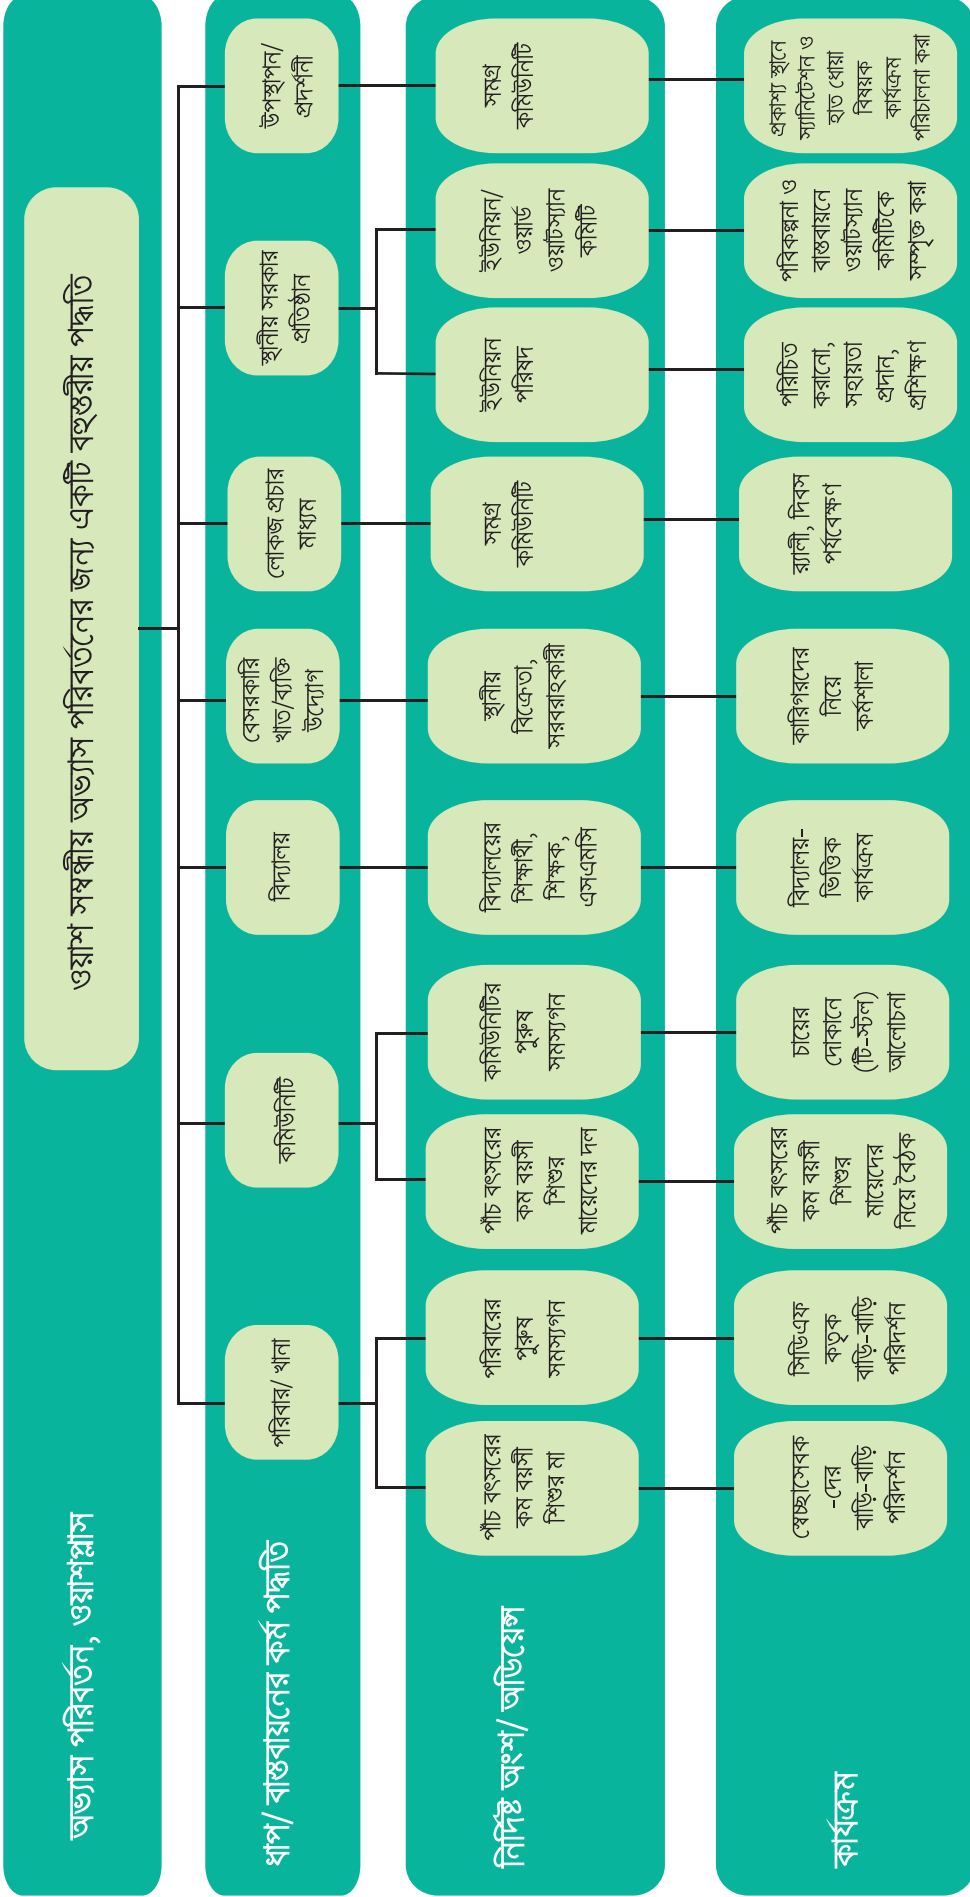 অভ্যাস পরিবর্তন, ওয়াশপ্লাস
ওয়াশ সম্বন্ধীয় অভ্যাস পরিবর্তনের জন্য একটি বহুস্তরীয় পদ্ধতি
ধাপ/ বাস্তবায়নের কর্ম পদ্ধতি
পরিবার/ খানা
কমিউনিটি
বিদ্যালয়
বেসরকারি
খাত/ব্যক্তি
উদ্যোগ
লোকজ প্রচার
মাধ্যম
স্থানীয় সরকার
প্রতিষ্ঠান
উপস্থাপন/
প্রদর্শনী
নির্দিষ্ট অংশ/ অডিয়েন্স
পাঁচ বৎসরের
কম বয়সী
শিশুর মা
পরিবারের
পুরুষ
সমস্যগন
পাঁচ বৎসরের
কম বয়সী
শিশুর
মায়েদের দল
কমিউনিটির
পুরুষ
সমস্যগন
বিদ্যালয়ের
শিক্ষার্থী,
শিক্ষক,
এসএমসি
স্থানীয়
বিক্রেতা,
সরবরাহকারী
সমগ্র
কমিউনিটি
ইউনিয়ন
পরিষদ
ইউনিয়ন/
ওয়ার্ড
ওয়াটস্যান
কমিটি
সমগ্র
কমিউনিটি
কার্যক্রম
স্বেচ্ছাসেবক
-দের
বাড়ি-বাড়ি
পরিদর্শন
সিডিএফ
কতৃক
বাড়ি-বাড়ি
পরিদর্শন
পাঁচ বৎসরের
কম বয়সী
শিশুর
মায়েদের
নিয়ে বৈঠক
চায়ের
দোকানে
(টি-স্টল)
আলোচনা
বিদ্যালয়-
ভিত্তিক
কার্যক্রম
কারিগরদের
নিয়ে
কর্মশালা
র‍্যালী, দিবস
পর্যবেক্ষণ
পরিচিত
করানো,
সহায়তা
প্রদান,
প্রশিক্ষণ
পবিকল্পনা ও
বাস্তবায়নে
ওয়াটস্যান
কমিটিকে
সম্পৃক্ত করা
প্রকাশ্য স্থানে
স্যানিটেশন ও
হাত ধোয়া
বিষয়ক
কার্যক্রম
পরিচালনা করা